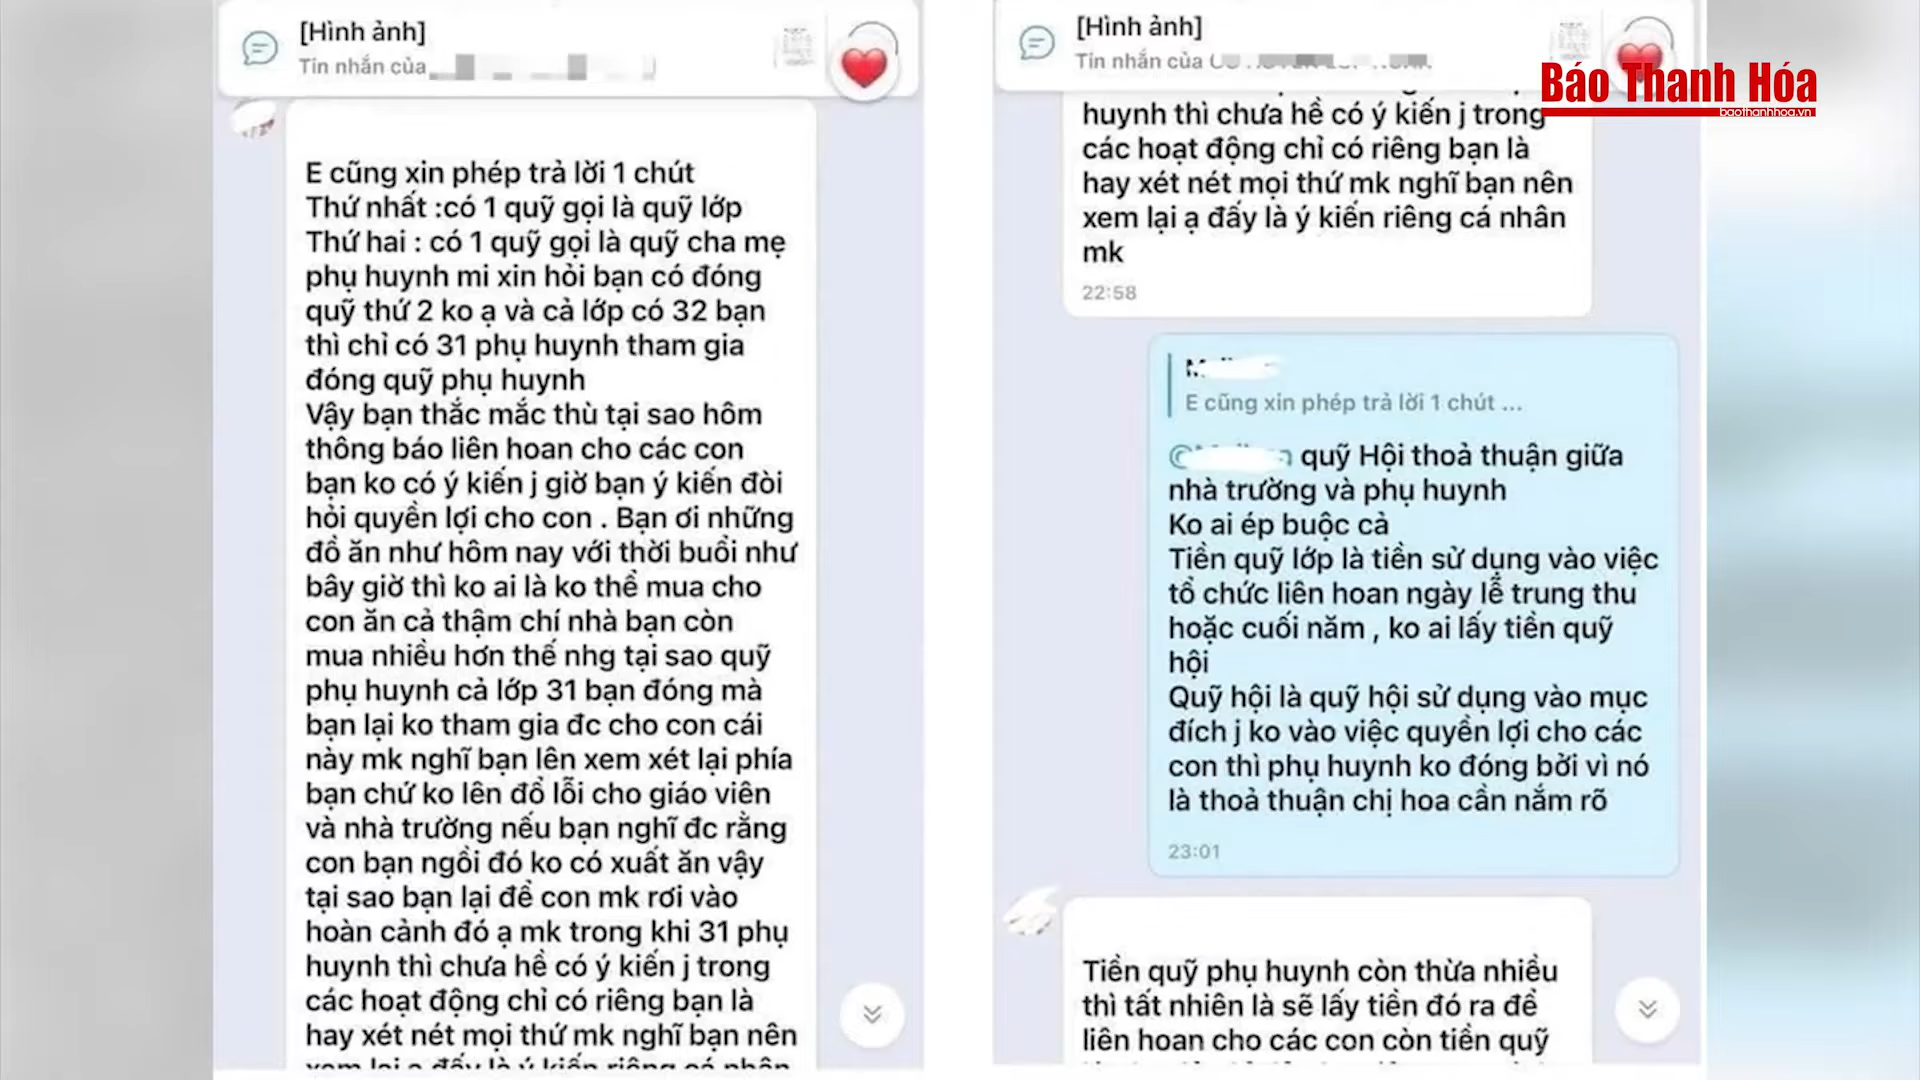 [Hình ảnh]
Tin nhắn của
E cũng xin phép trả lời 1 chút
Thứ nhất :có 1 quỹ gọi là quỹ lớp
Thứ hai : có 1 quỹ gọi là quỹ cha mẹ
phụ huynh mi xin hỏi bạn có đóng
quỹ thứ 2 ko ạ và cả lớp có 32 bạn
thì chỉ có 31 phụ huynh tham gia
đóng quỹ phụ huynh
Vậy bạn thắc mắc thù tại sao hôm
thông báo liên hoan cho các con
bạn ko có ý kiến j giờ bạn ý kiến đòi
hỏi quyền lợi cho con . Bạn ơi những
đồ ăn như hôm nay với thời buổi như
bây giờ thì ko ai là ko thể mua cho
con ăn cả thậm chí nhà bạn còn
mua nhiều hơn thế nhg tại sao quỹ
phụ huynh cả lớp 31 bạn đóng mà
bạn lại ko tham gia đc cho con cái
này mk nghĩ bạn lên xem xét lại phía
bạn chứ ko lên đổ lỗi cho giáo viên
và nhà trường nếu bạn nghĩ đc rằng
con bạn ngồi đó ko có xuất ăn vậy
tại sao bạn lại để con mk rơi vào
hoàn cảnh đó ạ mk trong khi 31 phụ
huynh thì chưa hề có ý kiến j trong
các hoạt động chỉ có riêng bạn là
hay xét nét mọi thứ mk nghĩ bạn nên
xem lại ạ đấy là ý kiến riêng cá nhân
[Hình ảnh]
Tin nhắn của
Báo Thanh Hóa
baothanhhoa.vn
huynh thì chưa hề có ý kiến j trong
các hoạt động chỉ có riêng bạn là
hay xét nét mọi thứ mk nghĩ bạn nên
xem lại ạ đấy là ý kiến riêng cá nhân
mk
22:58
E cũng xin phép trả lời 1 chút ...
quỹ Hội thoả thuận giữa
nhà trường và phụ huynh
Ko ai ép buộc cả
Tiền quỹ lớp là tiền sử dụng vào việc
tổ chức liên hoan ngày lễ trung thu
hoặc cuối năm , ko ai lấy tiền quỹ
hội
Quỹ hội là quỹ hội sử dụng vào mục
đích j ko vào việc quyền lợi cho các
con thì phụ huynh ko đóng bởi vì nó
là thoả thuận chị hoa cần nắm rõ
23:01
Tiền quỹ phụ huynh còn thừa nhiều
thì tất nhiên là sẽ lấy tiền đó ra để
liên hoan cho các con còn tiền quỹ